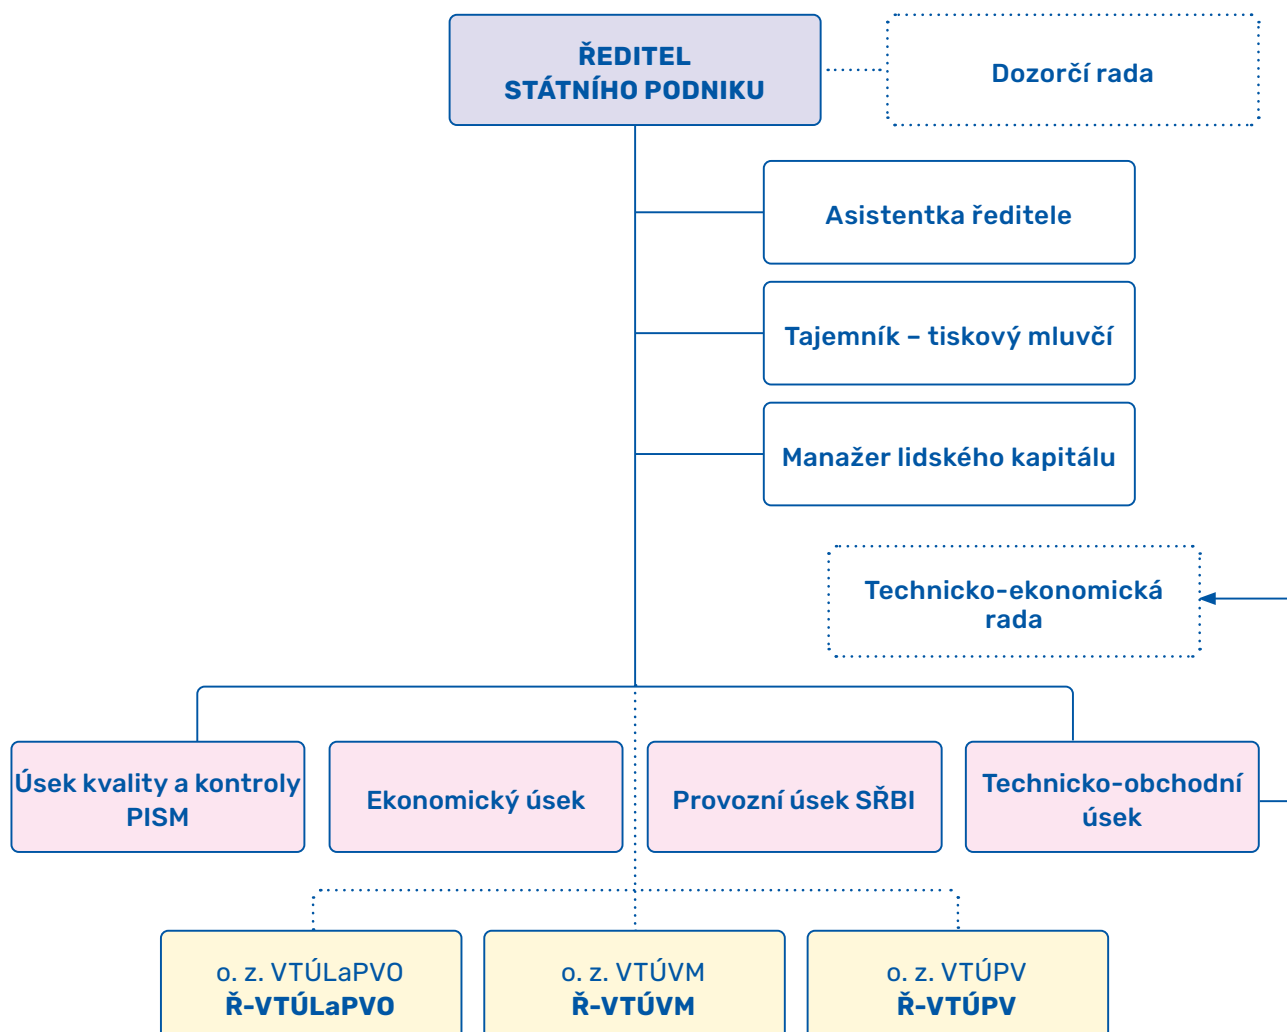 ŘEDITEL
STÁTNÍHO PODNIKU
Dozorčí rada
Asistentka ředitele
Tajemník – tiskový mluvčí
Manažer lidského kapitálu
Technicko-ekonomická
rada
Úsek kvality a kontroly
PISM
Ekonomický úsek
Provozní úsek SŘBI
Technicko-obchodní
úsek
o. z. VTÚLaPVO
Ř-VTÚLaPVO
o. z. VTÚVM
Ř-VTÚVM
o. z. VTÚPV
Ř-VTÚPV